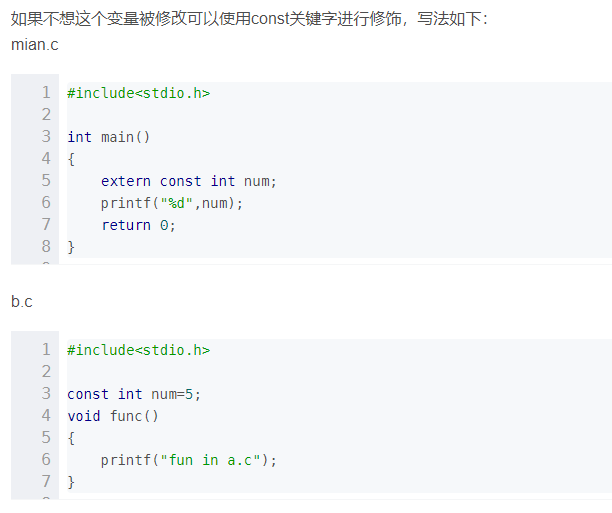 如果不想这个变量被修改可以使用const关键字进行修饰，写法如下：
mian.c
1 #include<stdio.h>
2
3 int main()
4 {
5     extern const int num;
6     printf("%d",num);
7     return 0;
8 }
b.c
1 #include<stdio.h>
2
3 const int num=5;
4 void func()
5 {
6     printf("fun in a.c");
7 }